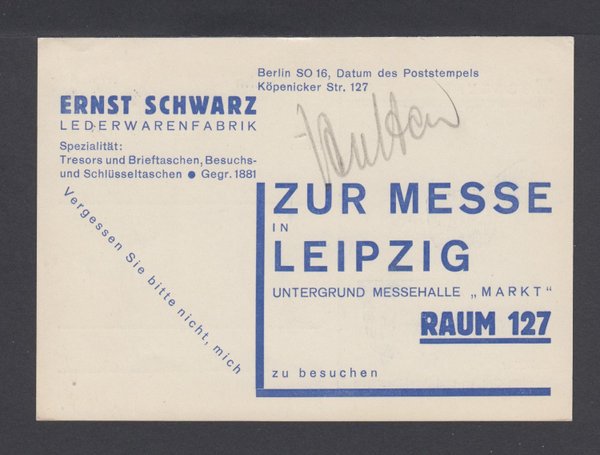 Berlin SO 16, Datum des Poststempels
Köpenicker Str. 127
ERNST SCHWARZ
LEDERWARENFABRIK
Spezialität:
Tresors und Brieftaschen, Besuchs-
und Schlüsseltaschen ● Gegr. 1881
Vergessen Sie bitte nicht, mich
ZUR MESSE
IN
LEIPZIG
UNTERGRUND MESSEHALLE „MARKT“
RAUM 127
zu besuchen